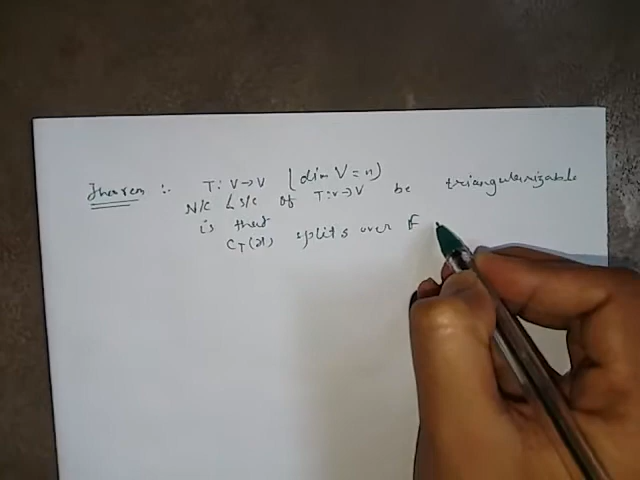 Theorem :- T: V→V (dim V = n)
N/C & S/C of T: V→V be triangularizable
is that
C_T(x) splits over F